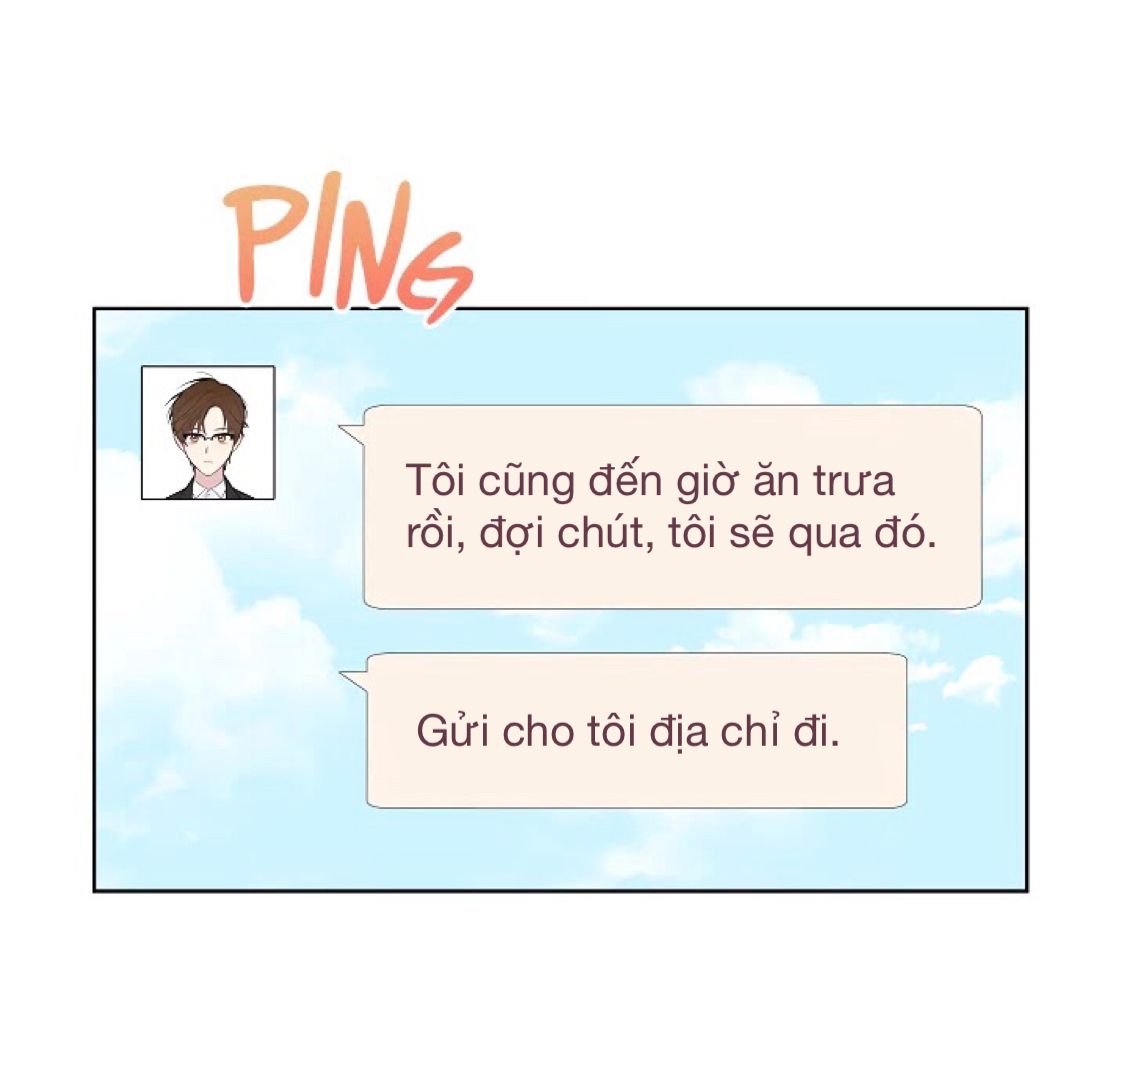 PING
Tôi cũng đến giờ ăn trưa
rồi, đợi chút, tôi sẽ qua đó.
Gửi cho tôi địa chỉ đi.